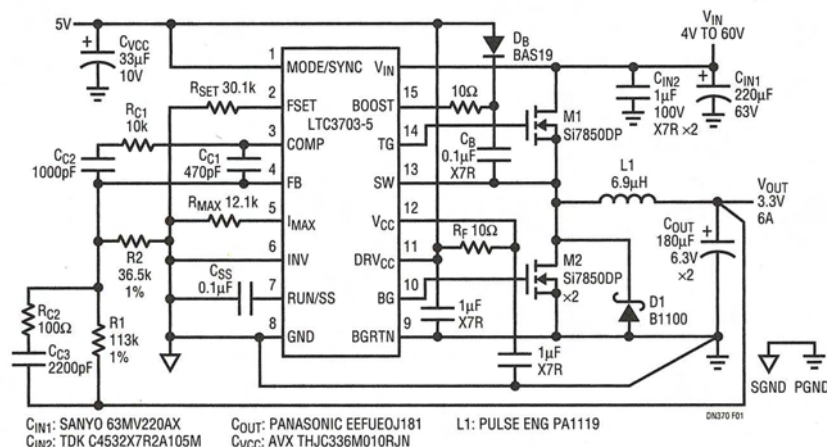 5V
CVCC
33µF
10V
1
2
3
4
5
6
7
8
MODE/SYNC
FSET
COMP
FB
IMAX
INV
RUN/SS
GND
LTC3703-5
VIN
BOOST
TG
SW
VCC
DRVCC
BG
BGRTN
15
14
13
12
11
10
9
RSET 30.1k
RC1
10k
CC2
1000pF
CC1
470pF
RMAX 12.1k
R2
36.5k
1%
CSS
0.1µF
RC2
100Ω
CC3
2200pF
R1
113k
1%
DB
BAS19
10Ω
CB
0.1µF
X7R
M1
Si7850DP
VIN
4V TO 60V
CIN2
1µF
100V
X7R ×2
CIN1
220µF
63V
L1
6.9µH
VOUT
3.3V
6A
RF 10Ω
M2
Si7850DP
×2
COUT
180µF
6.3V
×2
D1
B1100
1µF
X7R
1µF
X7R
SGND PGND
DN370 F01
CIN1: SANYO 63MV220AX COUT: PANASONIC EEFUEOJ181 L1: PULSE ENG PA1119
CIN2: TDK C4532X7R2A105M CVCC: AVX THJC336M010RJN